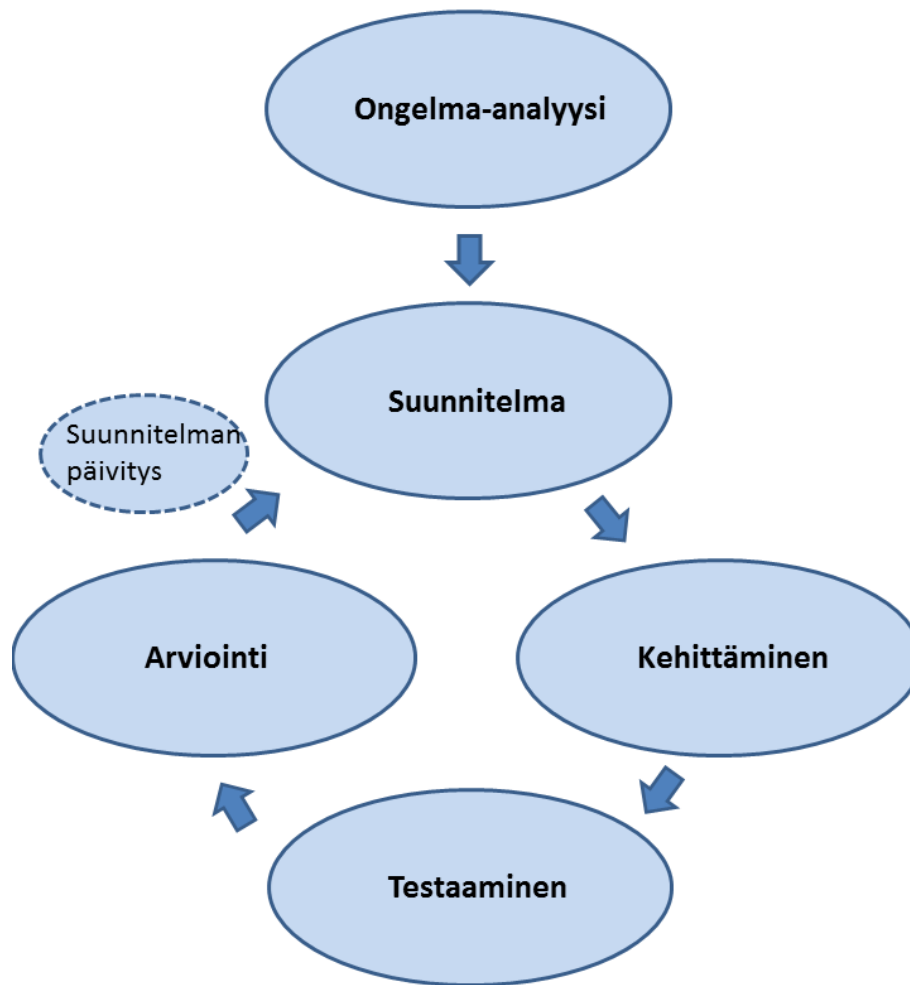 Ongelma-analyysi
Suunnitelma
Suunnitelman
päivitys
Arviointi
Kehittäminen
Testaaminen